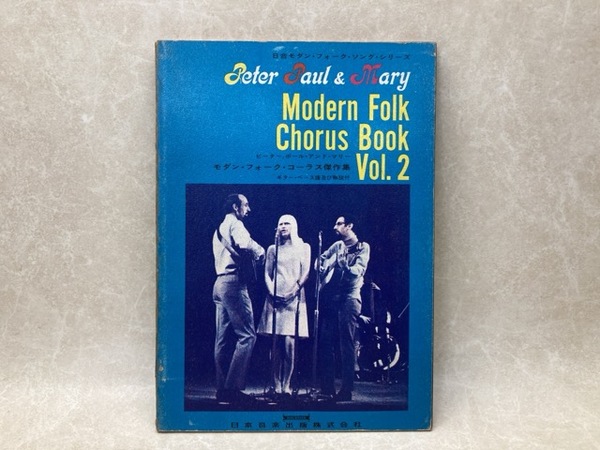 日音モダン・フォーク・ソング・シリーズ
Peter Paul & Mary
Modern Folk
Chorus Book
ピーター、ポール・アンド・マリー
モダン・フォーク・コーラス傑作集
Vol. 2
日本音楽出版株式会社